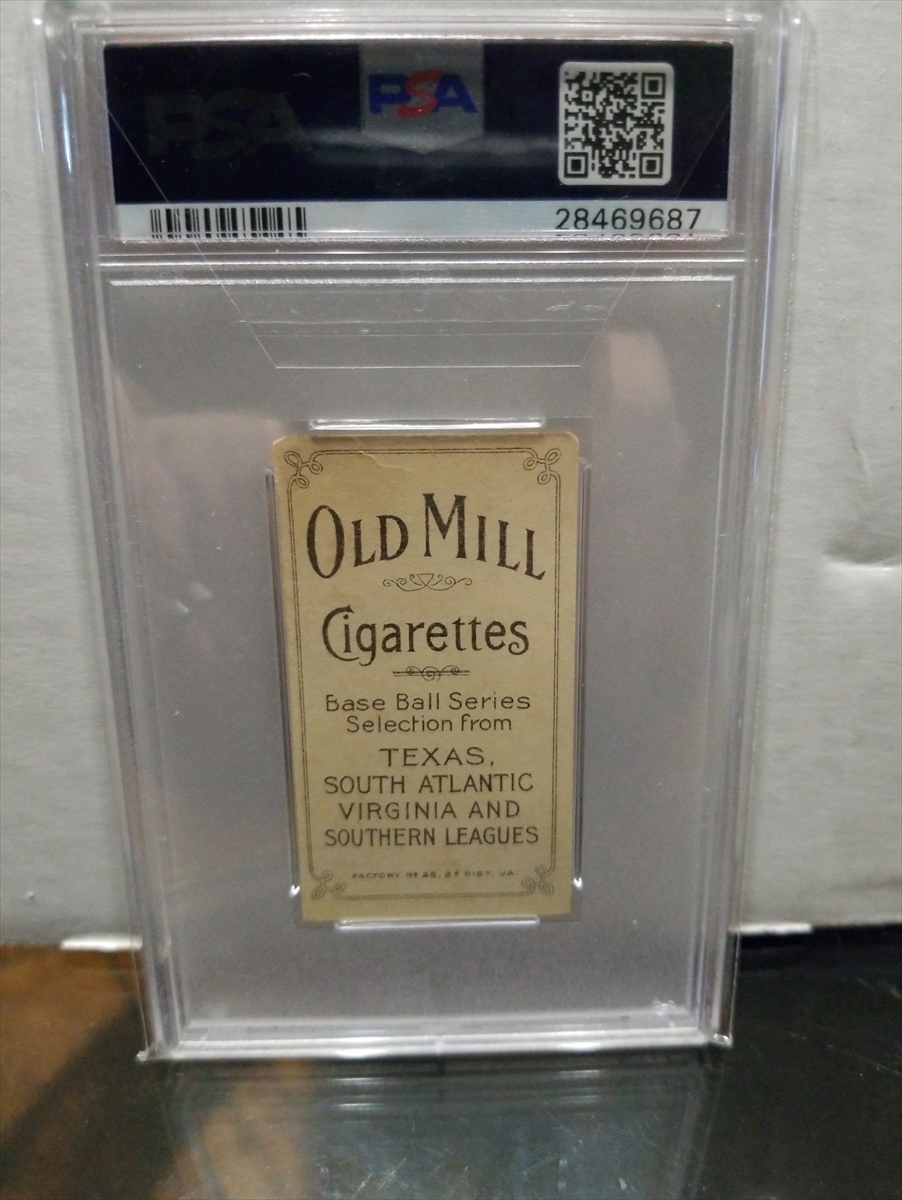 PSA
28469687
OLD MILL
Cigarettes
Base Ball Series
Selection from
TEXAS,
SOUTH ATLANTIC
VIRGINIA AND
SOUTHERN LEAGUES
FACTORY Nº 25, 2d DIST. VA.